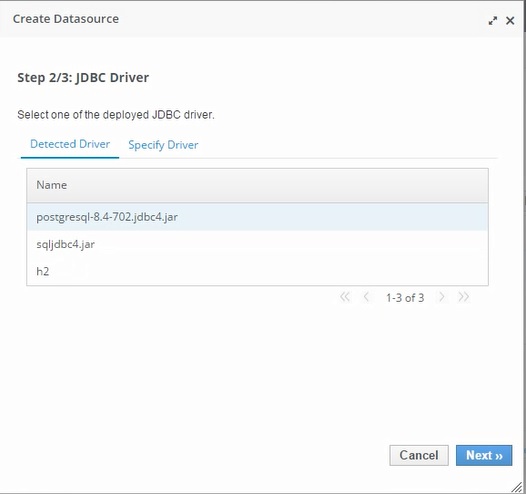 Create Datasource
Step 2/3: JDBC Driver
Select one of the deployed JDBC driver.
Detected Driver Specify Driver
Name
postgresql-8.4-702.jdbc4.jar
sqljdbc4.jar
h2
1-3 of 3
Cancel Next »